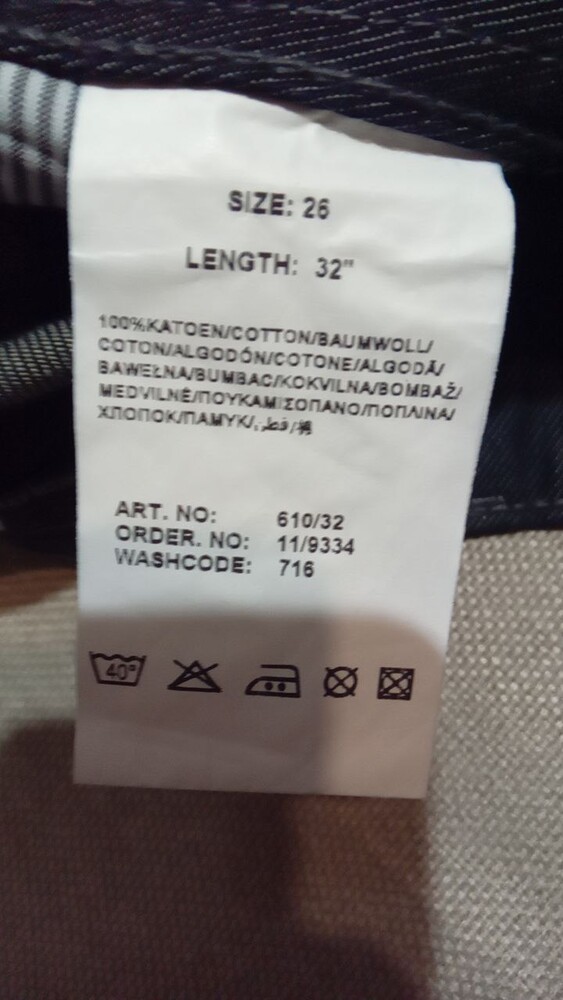 SIZE: 26
LENGTH: 32"
100%KATOEN/COTTON/BAUMWOLL/
COTON/ALGODÓN/COTONE/ALGODÃ/
BAWEŁNA/BUMBAC/KOKVILNA/BOMBAŽ/
MEDVILNĖ/ΠΟΥΚΑΜΙΣΟΠΑΝΟ/ΠΟΠΛΙΝΑ/
ХЛОПОК/ПАМУК/قطن/棉
ART. NO: 610/32
ORDER. NO: 11/9334
WASHCODE: 716
40°